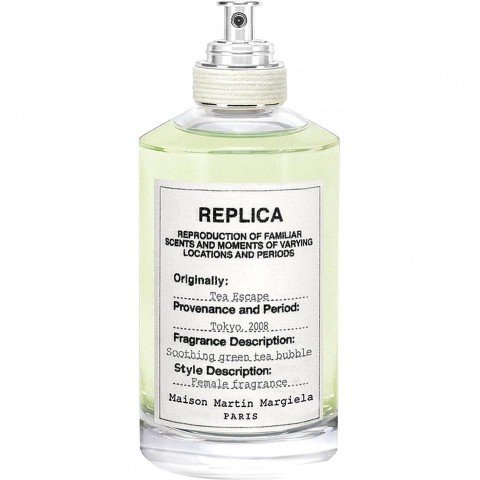 REPLICA
REPRODUCTION OF FAMILIAR
SCENTS AND MOMENTS OF VARYING
LOCATIONS AND PERIODS
Originally:
Tea Escape
Provenance and Period:
Tokyo, 2008
Fragrance Description:
Soothing green tea bubble
Style Description:
Female fragrance
Maison Martin Margiela
PARIS